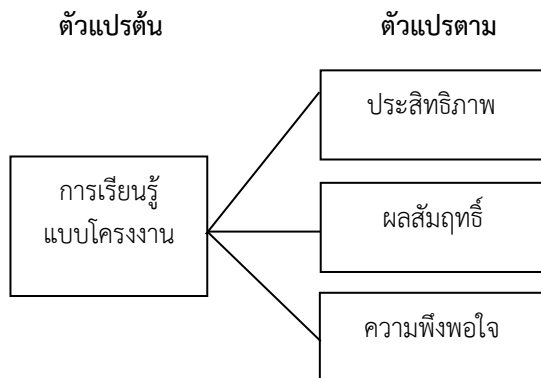 ตัวแปรต้น
ตัวแปรตาม
การเรียนรู้
แบบโครงงาน
ประสิทธิภาพ
ผลสัมฤทธิ์
ความพึงพอใจ